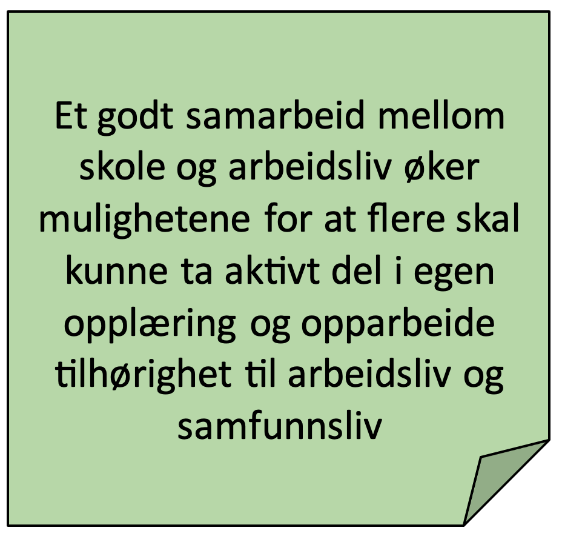 Et godt samarbeid mellom
skole og arbeidsliv øker
mulighetene for at flere skal
kunne ta aktivt del i egen
opplæring og opparbeide
tilhørighet til arbeidsliv og
samfunnsliv